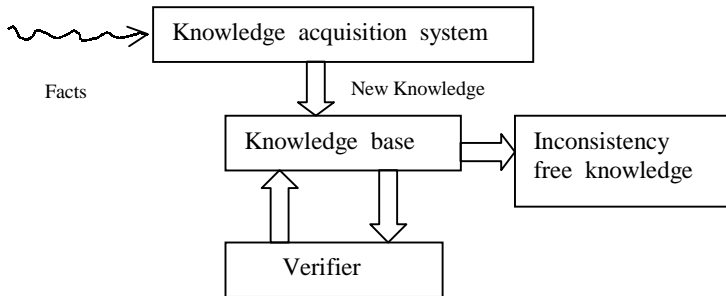 Knowledge acquisition system
Facts
New Knowledge
Knowledge base
Inconsistency
free knowledge
Verifier